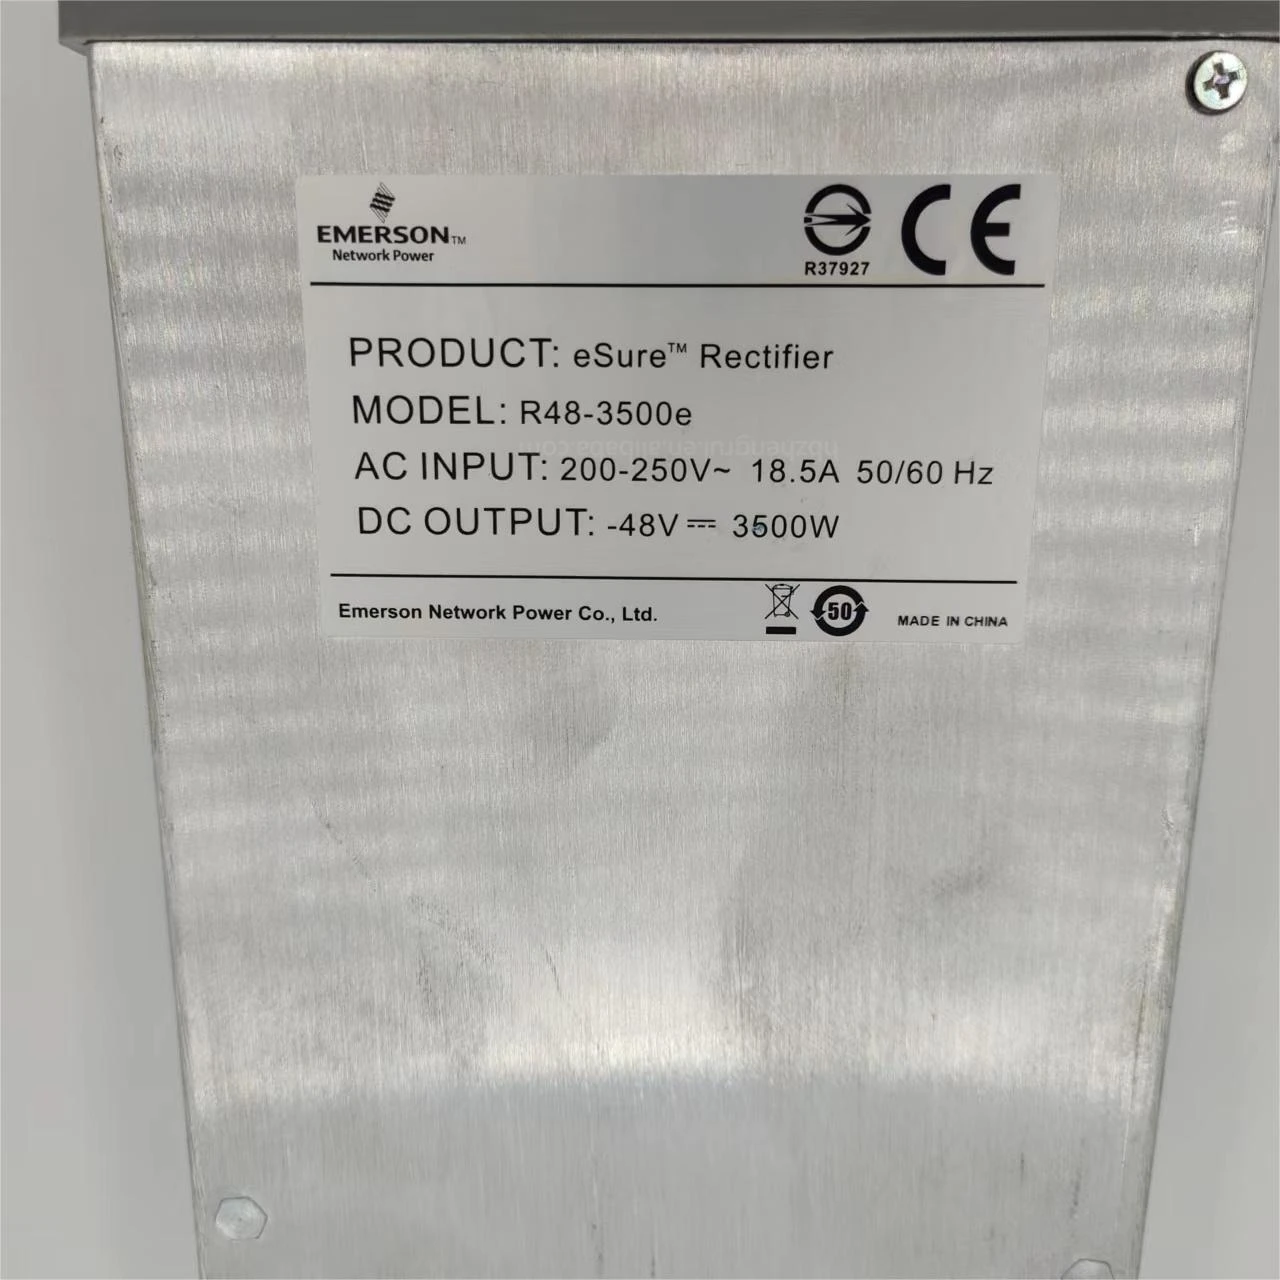 EMERSON™
Network Power
R37927
CE
PRODUCT: eSure™ Rectifier
MODEL: R48-3500e
AC INPUT: 200-250V~ 18.5A 50/60 Hz
DC OUTPUT: -48V⎓ 3500W
Emerson Network Power Co., Ltd.
50
MADE IN CHINA